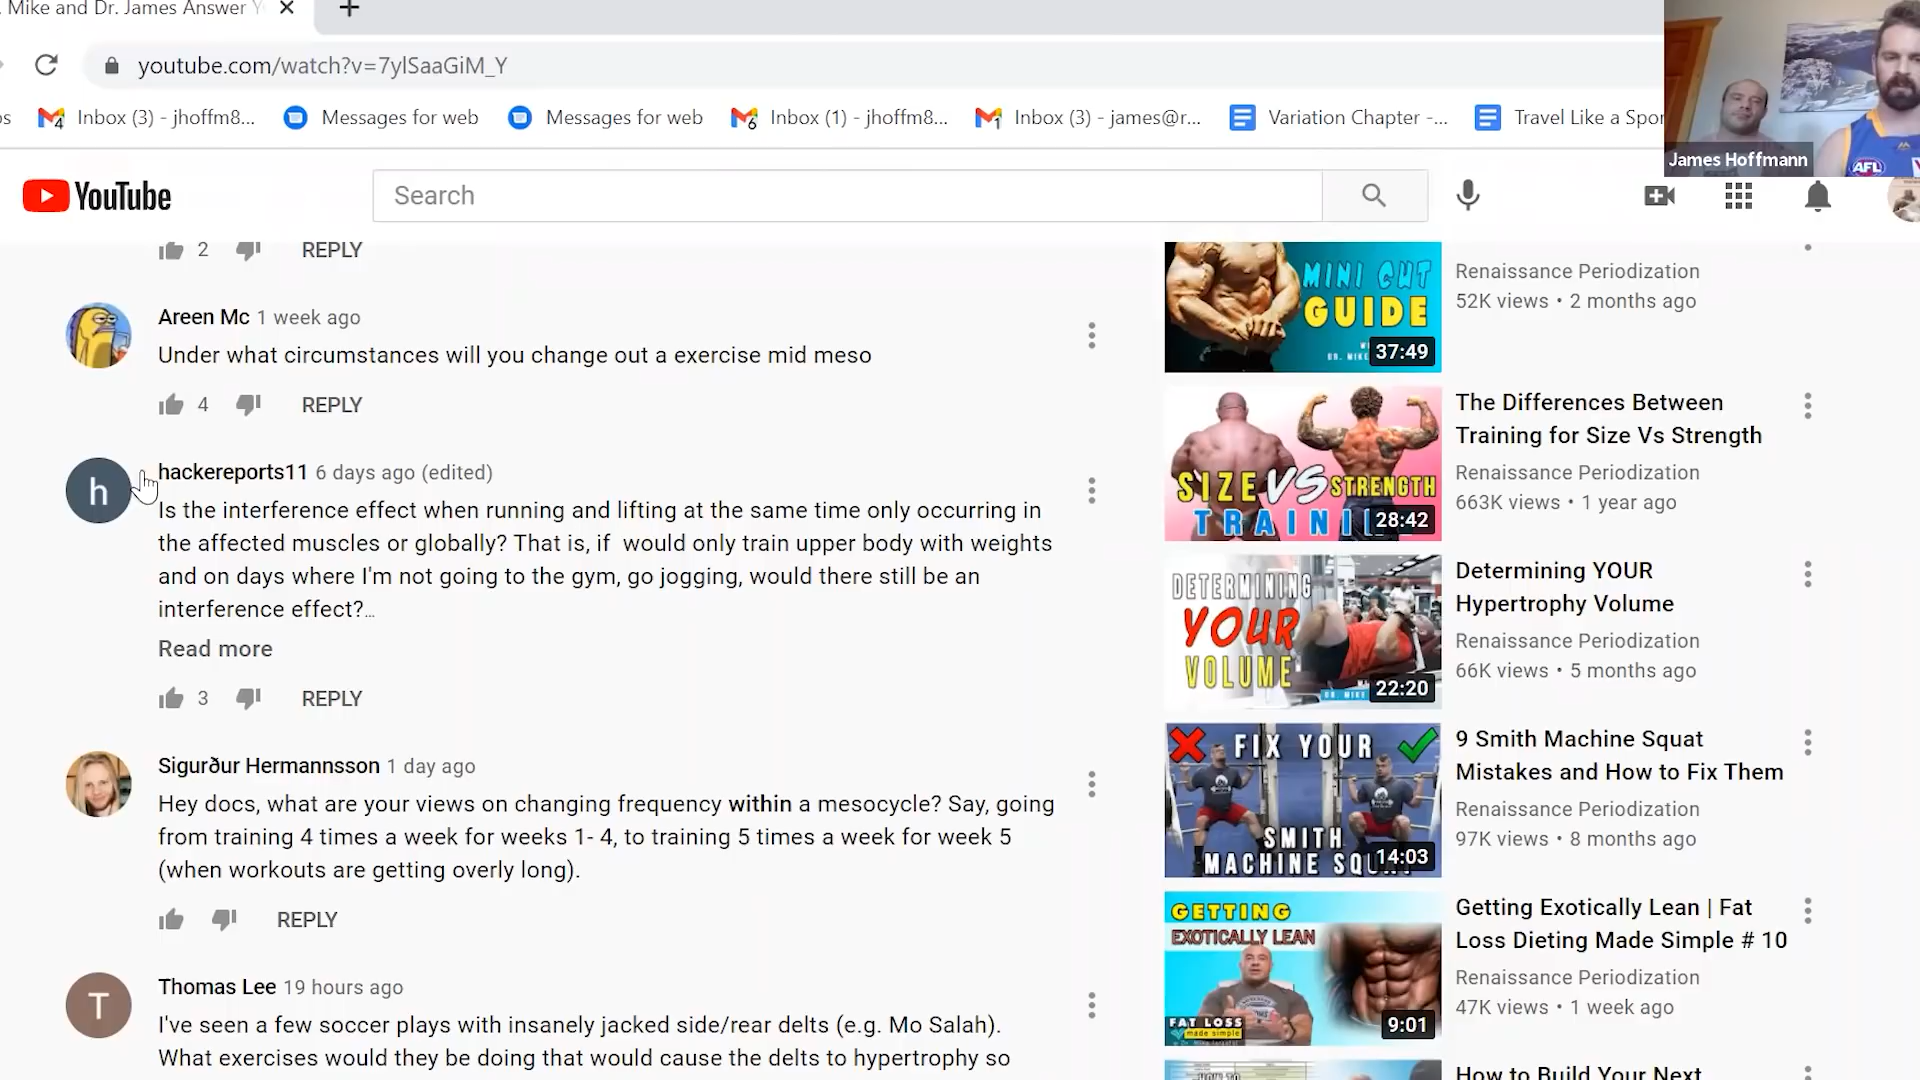 Mike and Dr. James Answer Y
youtube.com/watch?v=7ylSaaGiM_Y
Inbox (3) - jhoffm8...
Messages for web
Messages for web
Inbox (1) - jhoffm8...
Inbox (3) - james@r...
Variation Chapter -...
Travel Like a Spor
James Hoffmann
AFL
YouTube
Search
2
REPLY
Areen Mc 1 week ago
Under what circumstances will you change out a exercise mid meso
4
REPLY
h
hackereports11 6 days ago (edited)
Is the interference effect when running and lifting at the same time only occurring in
the affected muscles or globally? That is, if would only train upper body with weights
and on days where I'm not going to the gym, go jogging, would there still be an
interference effect?...
Read more
3
REPLY
Sigurður Hermannsson 1 day ago
Hey docs, what are your views on changing frequency within a mesocycle? Say, going
from training 4 times a week for weeks 1- 4, to training 5 times a week for week 5
(when workouts are getting overly long).
REPLY
T
Thomas Lee 19 hours ago
I've seen a few soccer plays with insanely jacked side/rear delts (e.g. Mo Salah).
What exercises would they be doing that would cause the delts to hypertrophy so
MINI CUT
GUIDE
DR. MIKE
37:49
Renaissance Periodization
52K views • 2 months ago
SIZE VS STRENGTH
TRAINI
28:42
The Differences Between
Training for Size Vs Strength
Renaissance Periodization
663K views • 1 year ago
DETERMINING
YOUR
VOLUME
DR. MIKE
22:20
Determining YOUR
Hypertrophy Volume
Renaissance Periodization
66K views • 5 months ago
FIX YOUR
SMITH
MACHINE SQU
14:03
9 Smith Machine Squat
Mistakes and How to Fix Them
Renaissance Periodization
97K views • 8 months ago
GETTING
EXOTICALLY LEAN
FAT LOSS
made simple
9:01
Getting Exotically Lean | Fat
Loss Dieting Made Simple # 10
Renaissance Periodization
47K views • 1 week ago
HOW TO
How to Build Your Next